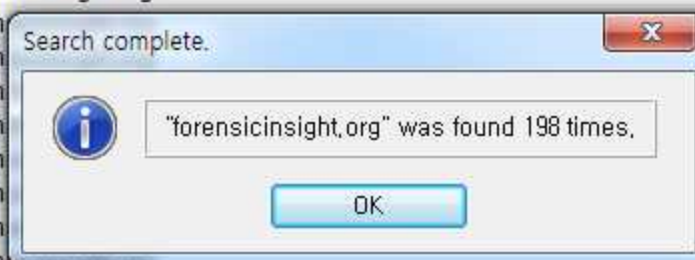 Search complete.
"forensicinsight.org" was found 198 times.
OK